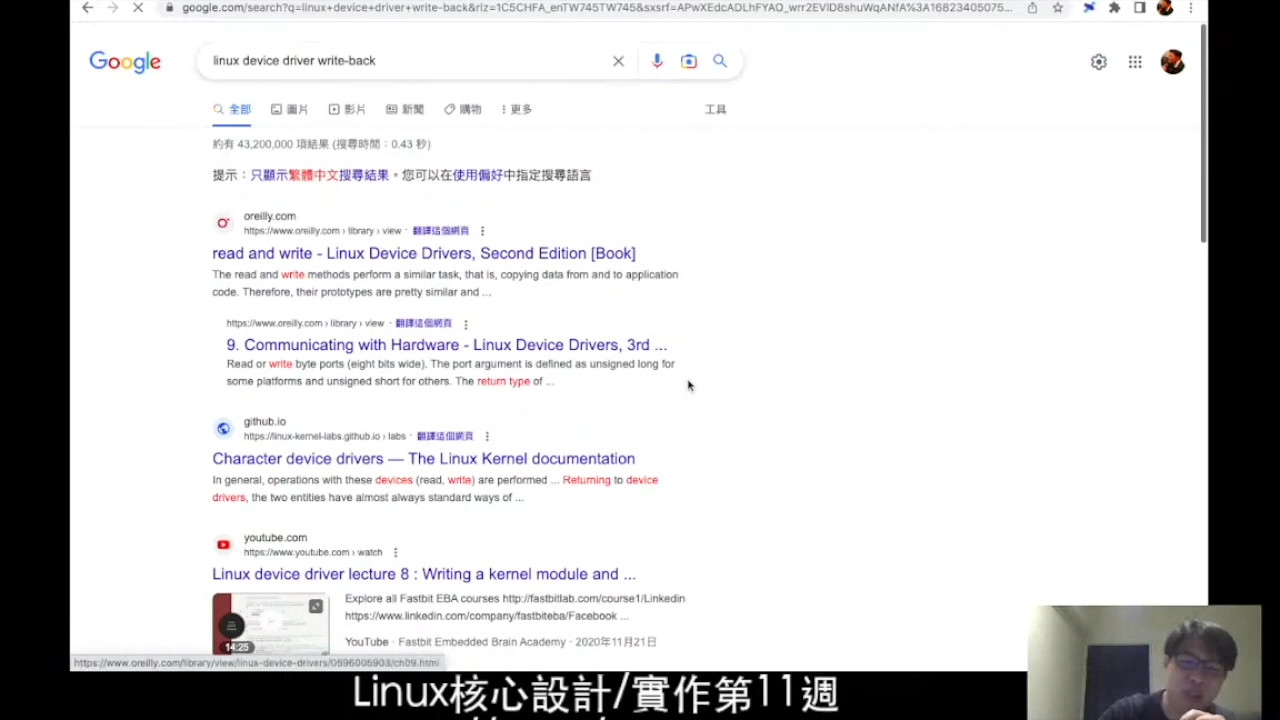 google.com/search?q=linux+device+driver+write-back&rlz=1C5CHFA_enTW745TW745&sxsrf=APwXEdcADLhFYAO_wrr2EVID8shuWqANfA%3A16823405075...
Google
linux device driver write-back
全部
圖片
影片
新聞
購物
更多
工具
約有 43,200,000 項結果 (搜尋時間：0.43 秒)
提示：只顯示繁體中文搜尋結果。您可以在使用偏好中指定搜尋語言
oreilly.com
https://www.oreilly.com › library › view · 翻譯這個網頁
read and write - Linux Device Drivers, Second Edition [Book]
The read and write methods perform a similar task, that is, copying data from and to application
code. Therefore, their prototypes are pretty similar and ...
https://www.oreilly.com › library › view · 翻譯這個網頁
9. Communicating with Hardware - Linux Device Drivers, 3rd ...
Read or write byte ports (eight bits wide). The port argument is defined as unsigned long for
some platforms and unsigned short for others. The return type of ...
github.io
https://linux-kernel-labs.github.io › labs · 翻譯這個網頁
Character device drivers — The Linux Kernel documentation
In general, operations with these devices (read, write) are performed ... Returning to device
drivers, the two entities have almost always standard ways of ...
youtube.com
https://www.youtube.com › watch
Linux device driver lecture 8 : Writing a kernel module and ...
Explore all Fastbit EBA courses http://fastbitlab.com/course1/Linkedin
https://www.linkedin.com/company/fastbiteba/Facebook ...
14:25
YouTube · Fastbit Embedded Brain Academy · 2020年11月21日
https://www.oreilly.com/library/view/linux-device-drivers/0596005903/ch09.html
Linux核心設計/實作第11週